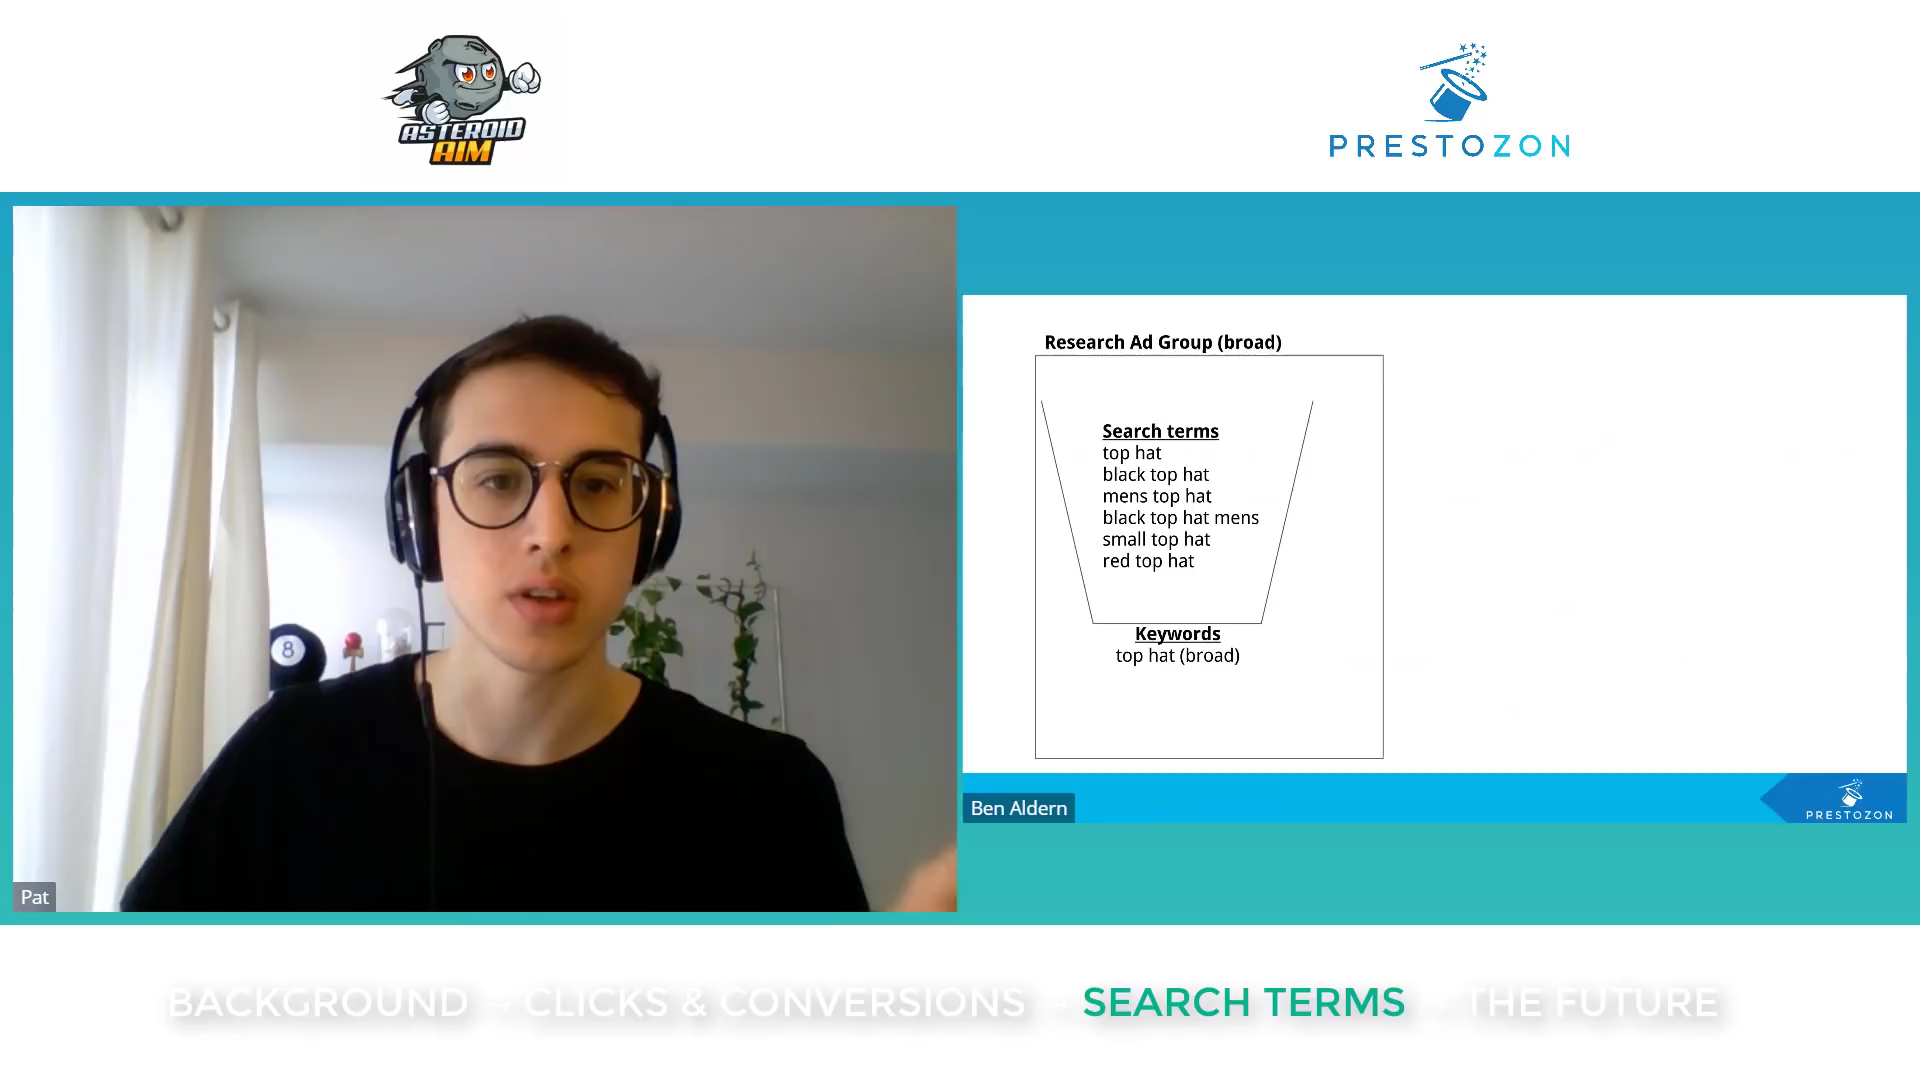 ASTEROID
AIM
PRESTOZON
Research Ad Group (broad)
Search terms
top hat
black top hat
mens top hat
black top hat mens
small top hat
red top hat
Keywords
top hat (broad)
8
Ben Aldern
PRESTOZON
Pat
BACKGROUND – CLICKS & CONVERSIONS – SEARCH TERMS – THE FUTURE